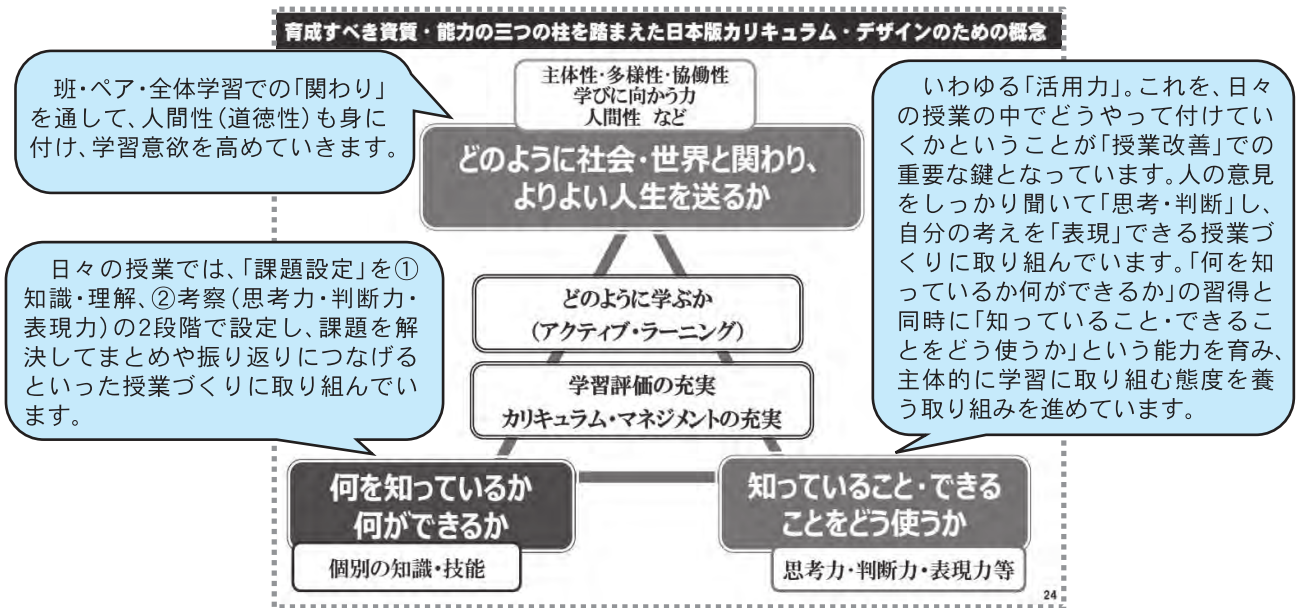 育成すべき資質・能力の三つの柱を踏まえた日本版カリキュラム・デザインのための概念
班・ペア・全体学習での「関わり」
を通して、人間性（道徳性）も身に
付け、学習意欲を高めていきます。
主体性・多様性・協働性
学びに向かう力
人間性 など
どのように社会・世界と関わり、
よりよい人生を送るか
いわゆる「活用力」。これを、日々
の授業の中でどうやって付けてい
くかということが「授業改善」での
重要な鍵となっています。人の意見
をしっかり聞いて「思考・判断」し、
自分の考えを「表現」できる授業づ
くりに取り組んでいます。「何を知
っているか何ができるか」の習得と
同時に「知っていること・できるこ
とをどう使うか」という能力を育み、
主体的に学習に取り組む態度を養
う取り組みを進めています。
日々の授業では、「課題設定」を①
知識・理解、②考察（思考力・判断力・
表現力）の2段階で設定し、課題を解
決してまとめや振り返りにつなげる
といった授業づくりに取り組んでい
ます。
どのように学ぶか
（アクティブ・ラーニング）
学習評価の充実
カリキュラム・マネジメントの充実
何を知っているか
何ができるか
個別の知識・技能
知っていること・できる
ことをどう使うか
思考力・判断力・表現力等
24